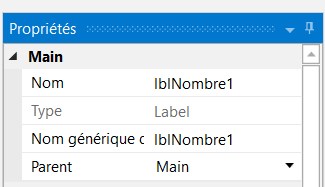 Propriétés
Main
Nom lblNombre1
Type Label
Nom générique d lblNombre1
Parent Main